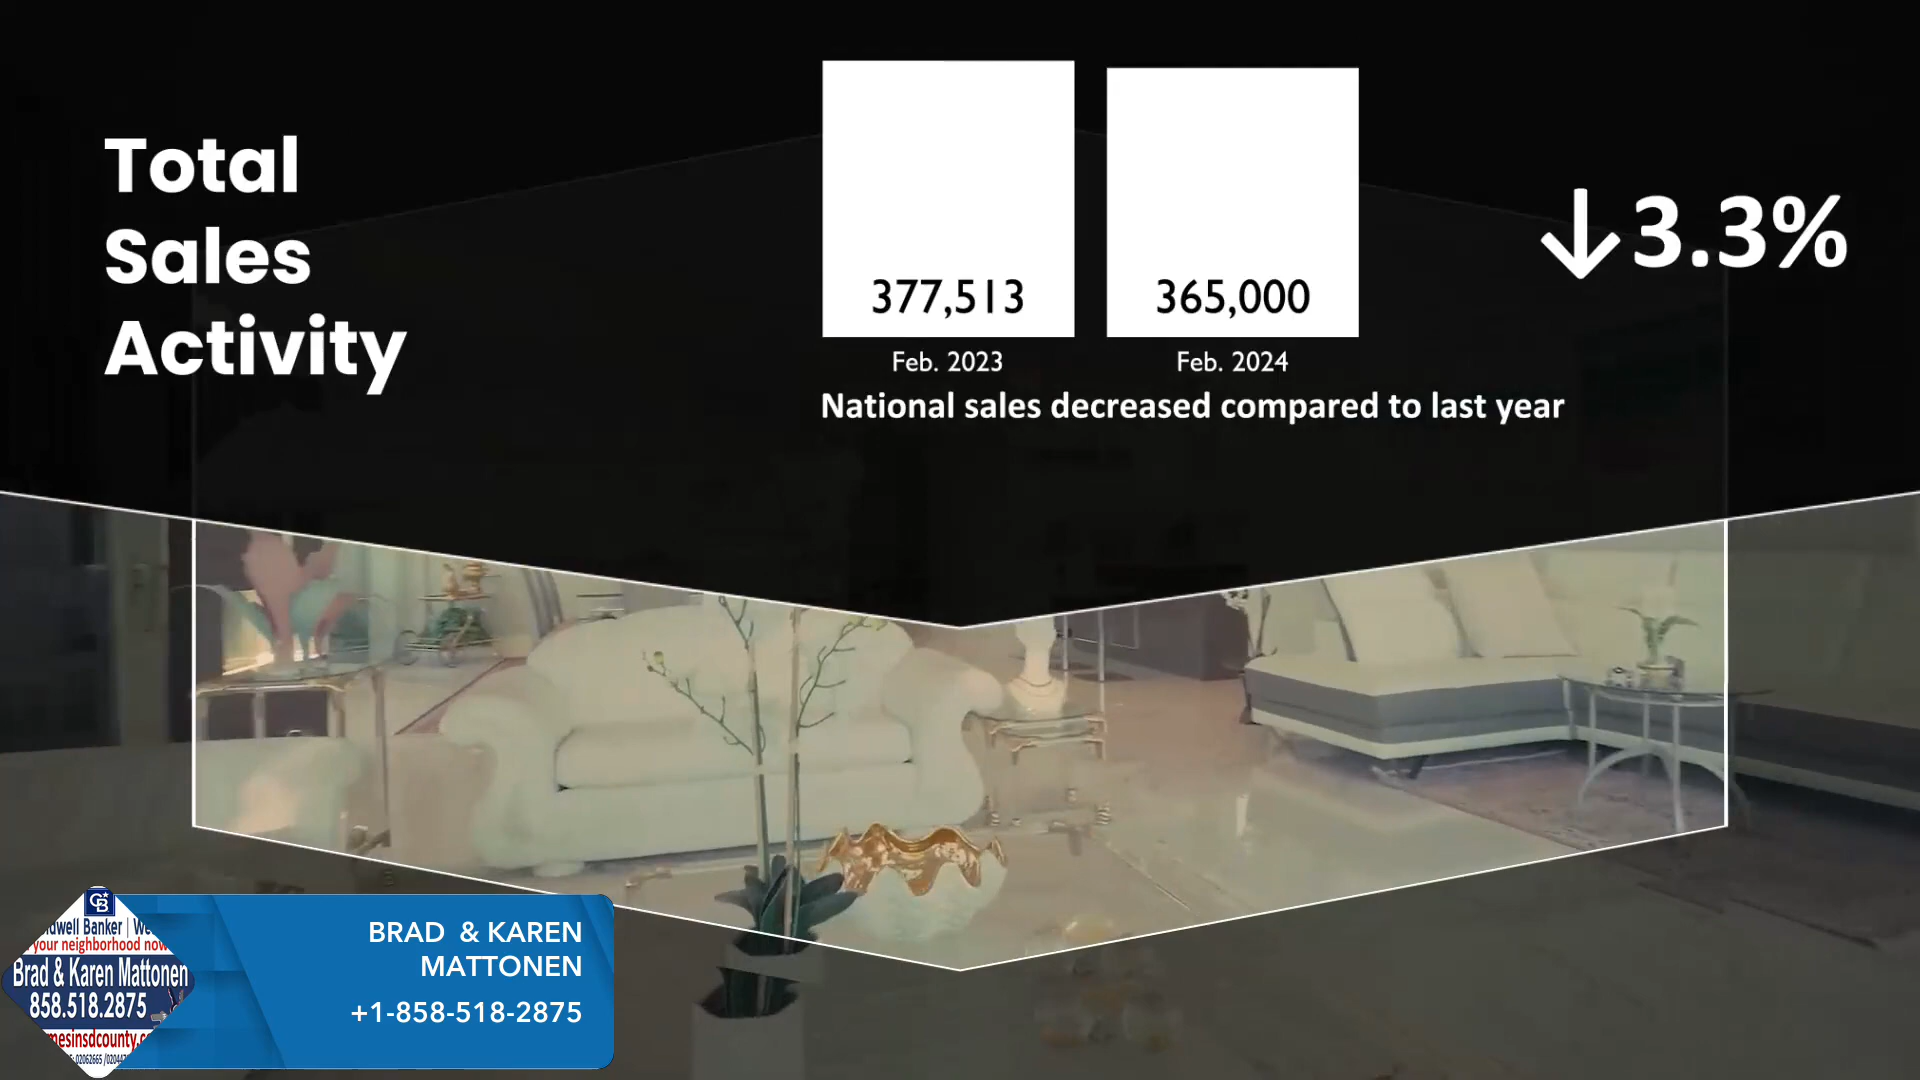 Total
Sales
Activity
377,513
365,000
Feb. 2023
Feb. 2024
National sales decreased compared to last year
↓3.3%
BRAD & KAREN
MATTONEN
+1-858-518-2875
CB
your neighborhood now
Brad & Karen Mattonen
858.518.2875